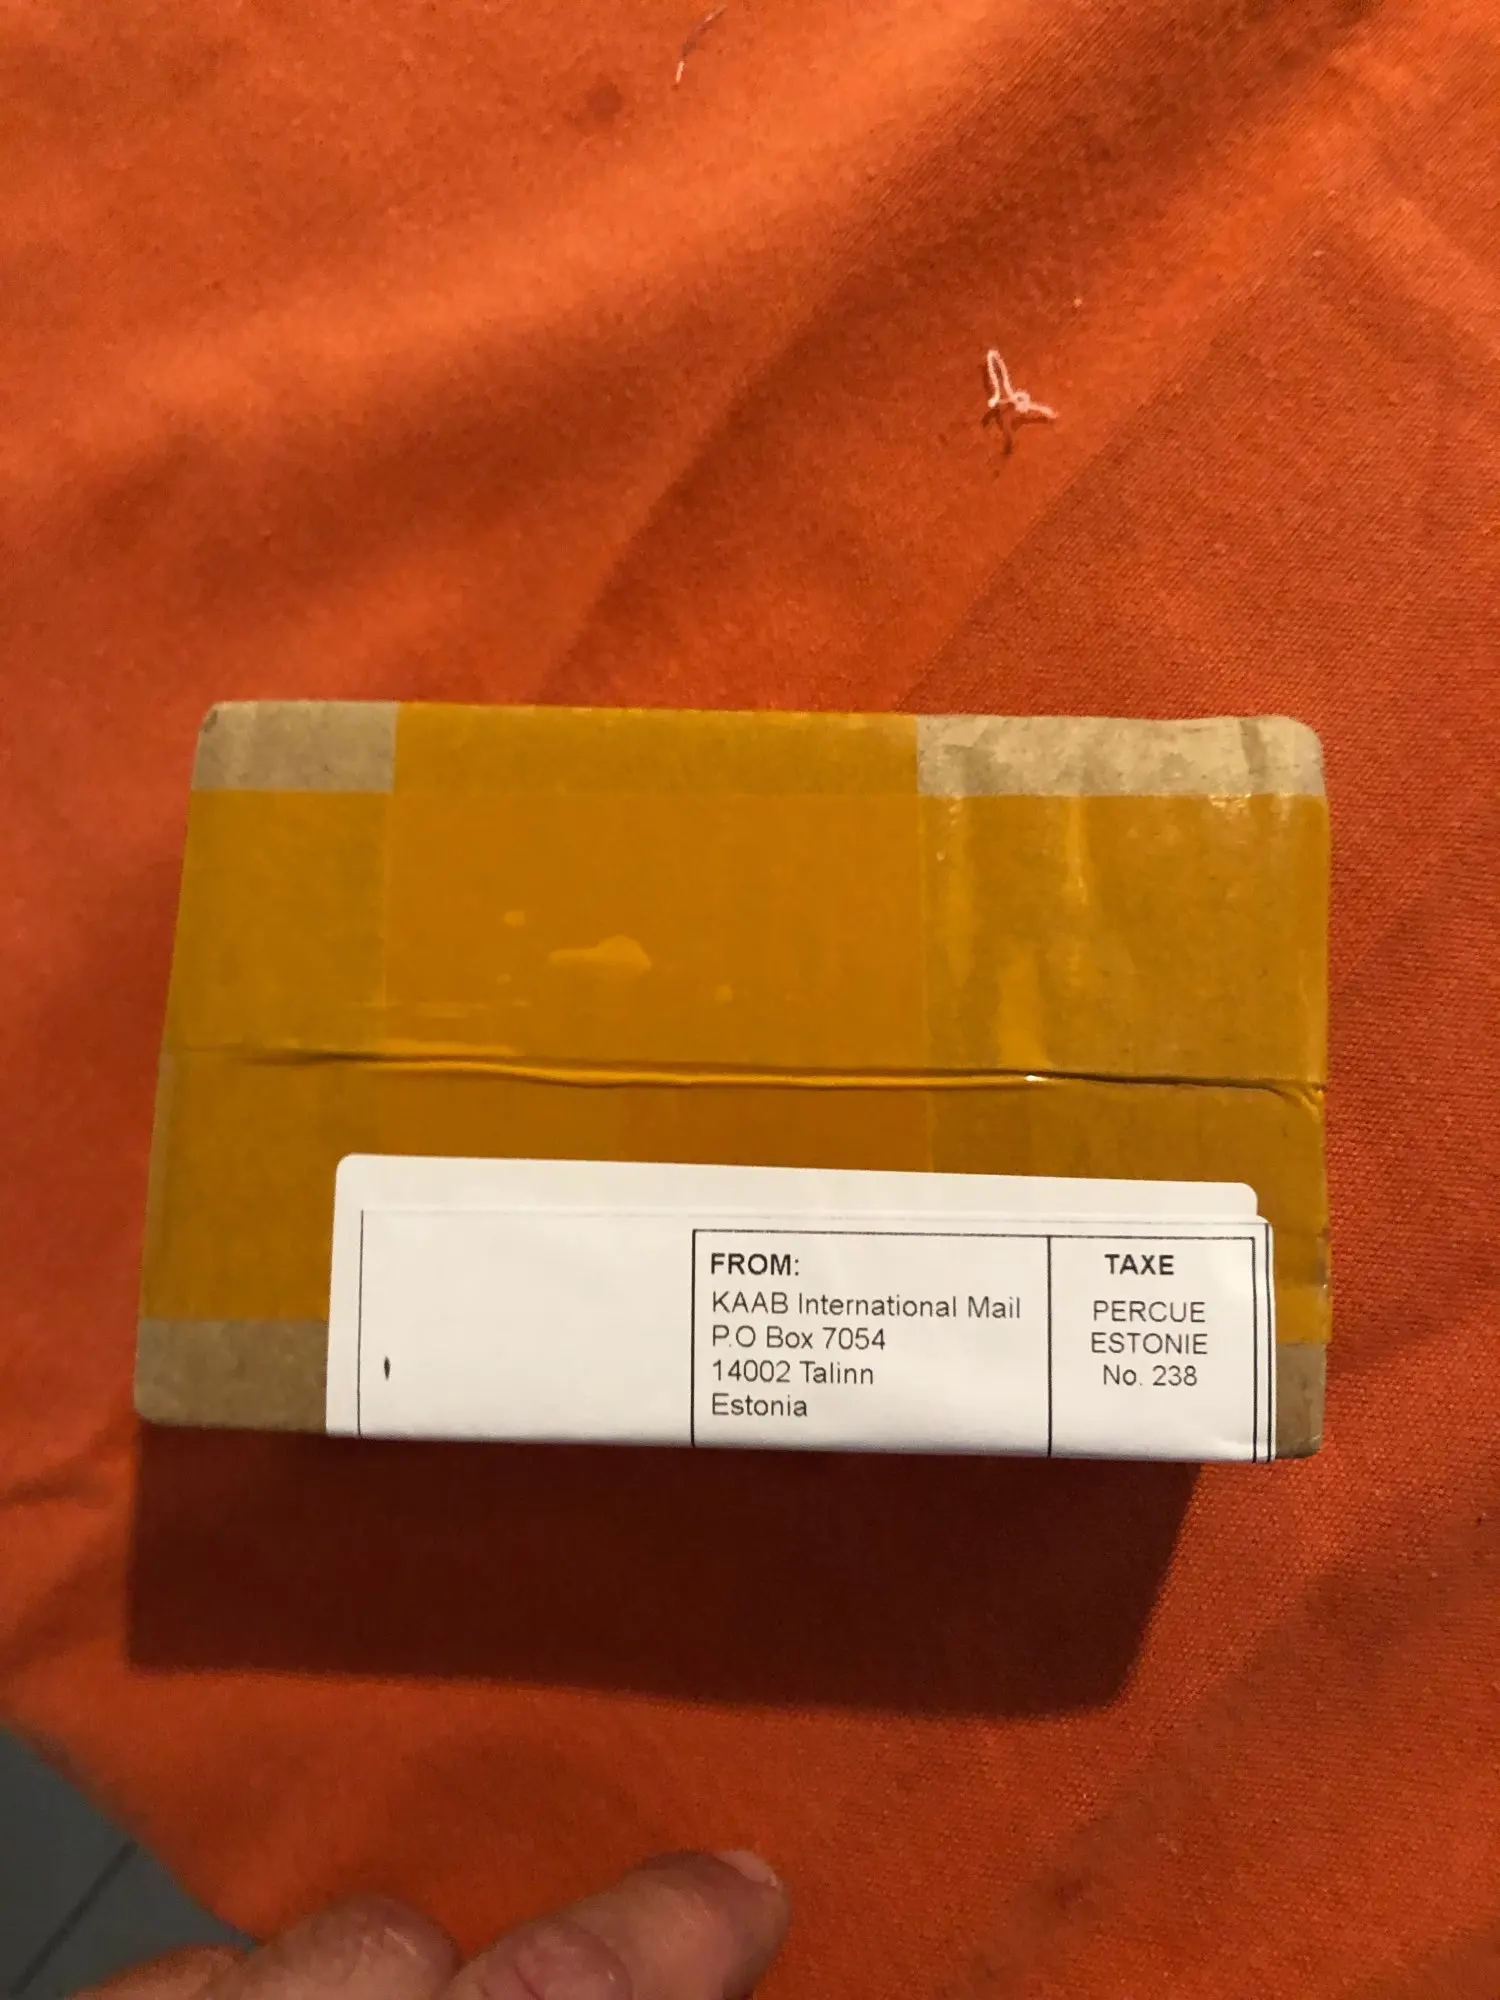 FROM:
KAAB International Mail
P.O Box 7054
14002 Talinn
Estonia
TAXE
PERCUE
ESTONIE
No. 238